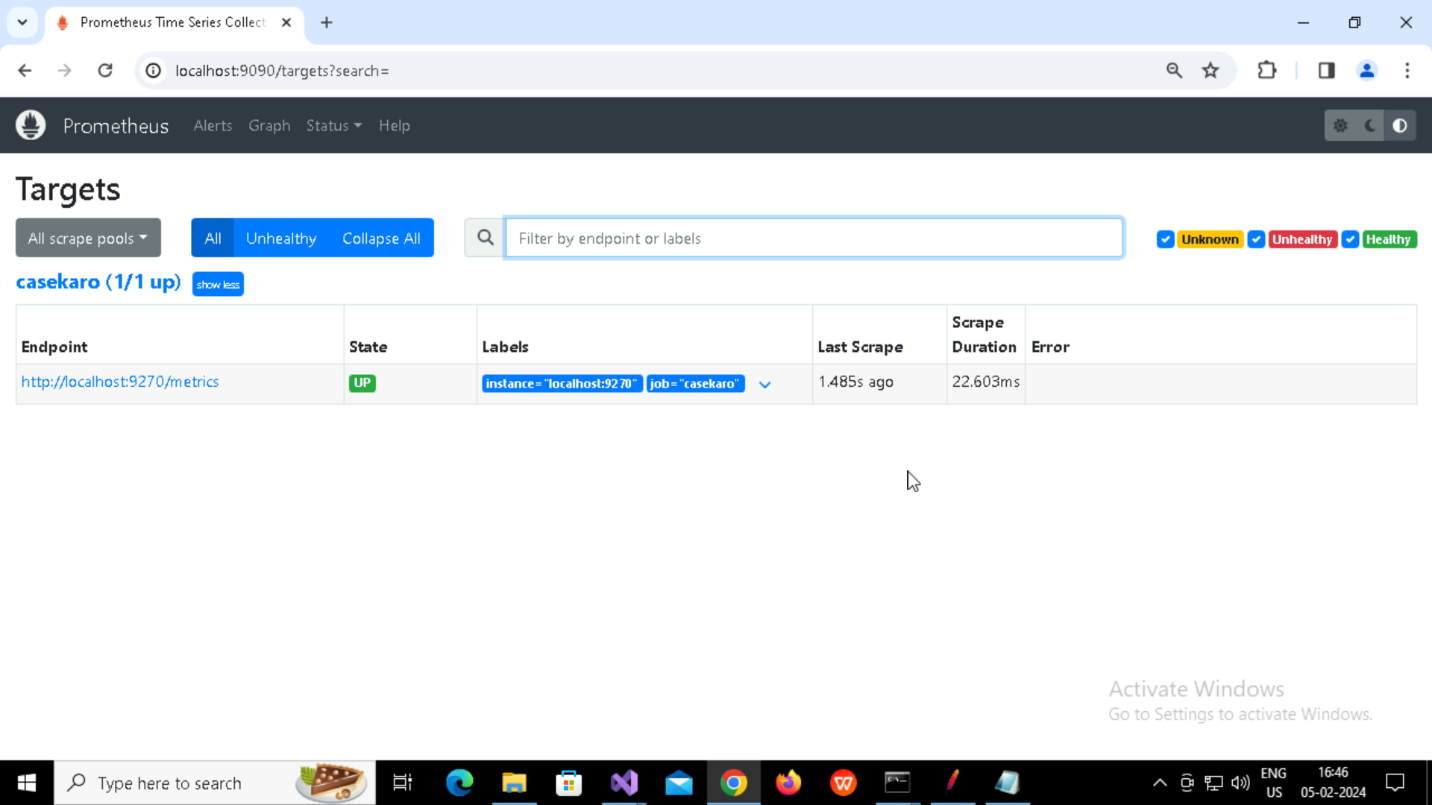 Prometheus Time Series Collect
localhost:9090/targets?search=
Prometheus Alerts Graph Status Help
Targets
All scrape pools All Unhealthy Collapse All Filter by endpoint or labels Unknown Unhealthy Healthy
casekaro (1/1 up) show less
Endpoint State Labels Last Scrape Scrape Duration Error
http://localhost:9270/metrics UP instance="localhost:9270" job="casekaro" 1.485s ago 22.603ms
Activate Windows
Go to Settings to activate Windows.
Type here to search
ENG
US
16:46
05-02-2024